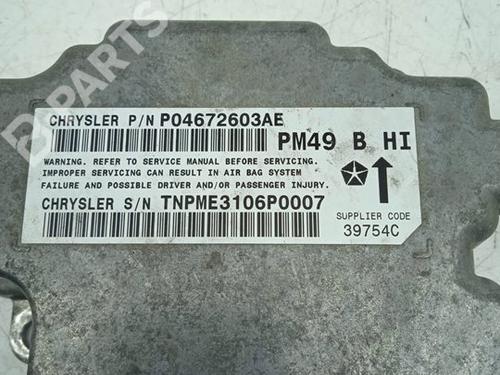 B-PARTS
CHRYSLER P/N P04672603AE
PM49 B HI
WARNING. REFER TO SERVICE MANUAL BEFORE SERVICING.
IMPROPER SERVICING CAN RESULT IN AIR BAG SYSTEM
FAILURE AND POSSIBLE DRIVER AND/OR PASSENGER INJURY.
CHRYSLER S/N TNPME3106P0007
SUPPLIER CODE
39754C